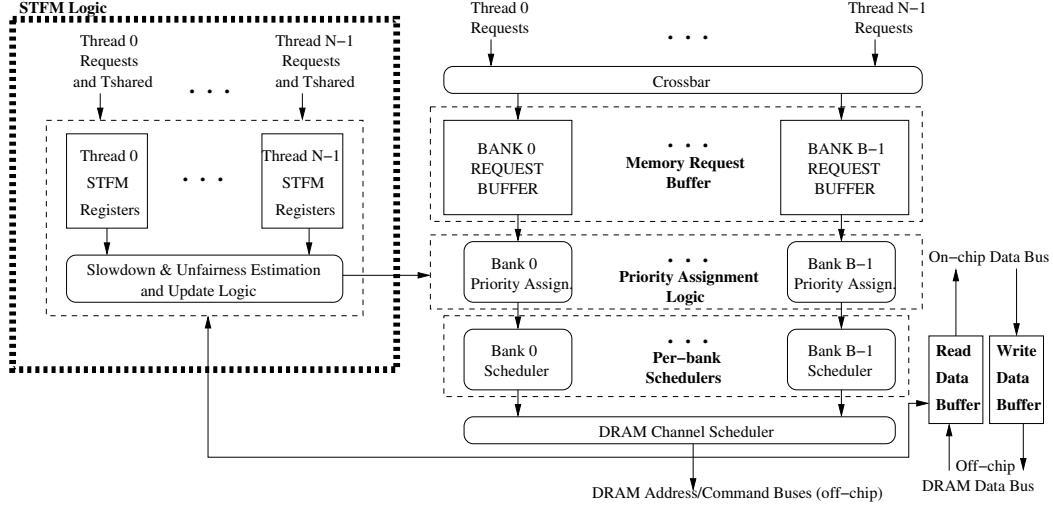 STFM Logic
Thread 0
Requests
and Tshared
. . .
Thread N−1
Requests
and Tshared
Thread 0
STFM
Registers
. . .
Thread N−1
STFM
Registers
Slowdown & Unfairness Estimation
and Update Logic
Thread 0
Requests
. . .
Thread N−1
Requests
Crossbar
BANK 0
REQUEST
BUFFER
. . .
Memory Request
Buffer
BANK B−1
REQUEST
BUFFER
Bank 0
Priority Assign.
. . .
Priority Assignment
Logic
Bank B−1
Priority Assign.
Bank 0
Scheduler
. . .
Per−bank
Schedulers
Bank B−1
Scheduler
DRAM Channel Scheduler
DRAM Address/Command Buses (off−chip)
On−chip Data Bus
Read
Data
Buffer
Write
Data
Buffer
Off−chip
DRAM Data Bus